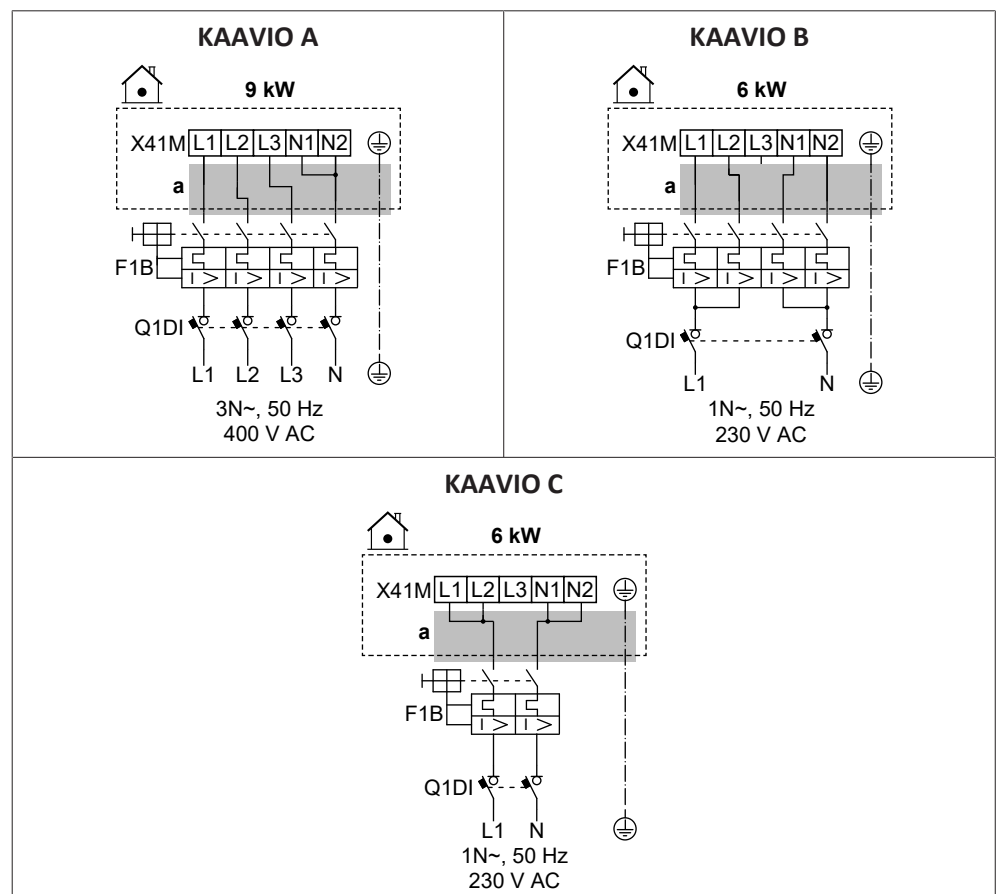 KAAVIO A
9 kW
X41M L1 L2 L3 N1 N2
a
F1B
I > I > I > I >
Q1DI
L1 L2 L3 N
3N~, 50 Hz
400 V AC
KAAVIO B
6 kW
X41M L1 L2 L3 N1 N2
a
F1B
I > I > I > I >
Q1DI
L1 N
1N~, 50 Hz
230 V AC
KAAVIO C
6 kW
X41M L1 L2 L3 N1 N2
a
F1B
I > I >
Q1DI
L1 N
1N~, 50 Hz
230 V AC